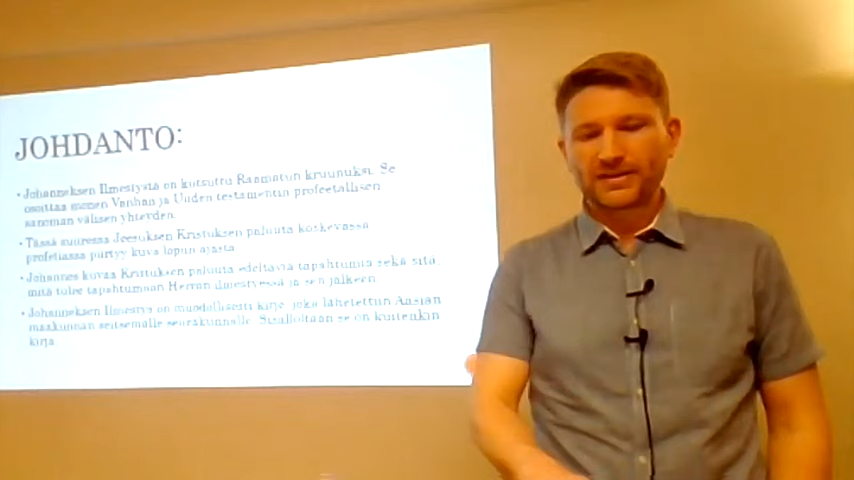 JOHDANTO:
• Johanneksen Ilmestystä on kutsuttu Raamatun kruunuksi. Se
osoittaa monen Vanhan ja Uuden testamentin profeetallisen
sanoman välisen yhteyden.
• Tässä suuressa Jeesuksen Kristuksen paluuta koskevassa
profetiassa piirtyy kuva lopun ajasta.
• Johannes kuvaa Kristuksen paluuta edeltäviä tapahtumia sekä sitä,
mitä tulee tapahtumaan Herran ilmestyessä ja sen jälkeen.
• Johanneksen Ilmestys on muodollisesti kirje, joka lähetettiin Aasian
maakunnan seitsemälle seurakunnalle. Sisällöltään se on kuitenkin
kirja.